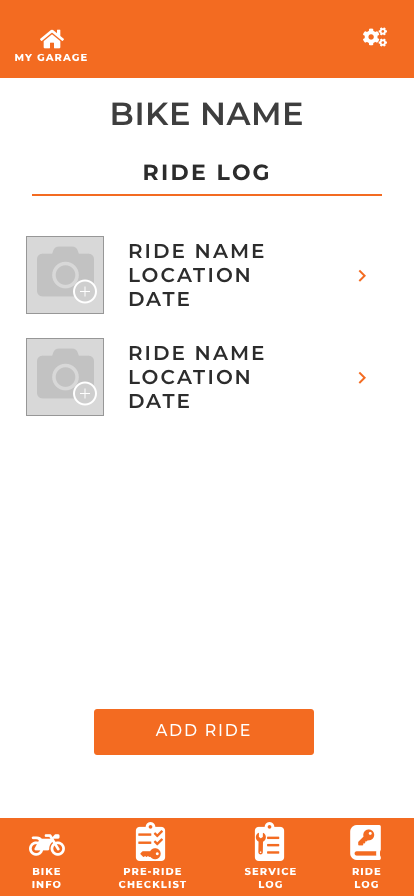 MY GARAGE
BIKE NAME
RIDE LOG
RIDE NAME
LOCATION
DATE
RIDE NAME
LOCATION
DATE
ADD RIDE
BIKE
INFO
PRE-RIDE
CHECKLIST
SERVICE
LOG
RIDE
LOG